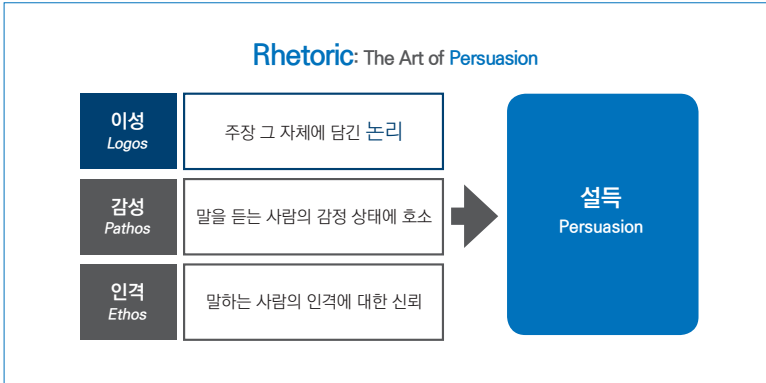 Rhetoric: The Art of Persuasion
이성
Logos
주장 그 자체에 담긴 논리
감성
Pathos
말을 듣는 사람의 감정 상태에 호소
인격
Ethos
말하는 사람의 인격에 대한 신뢰
설득
Persuasion